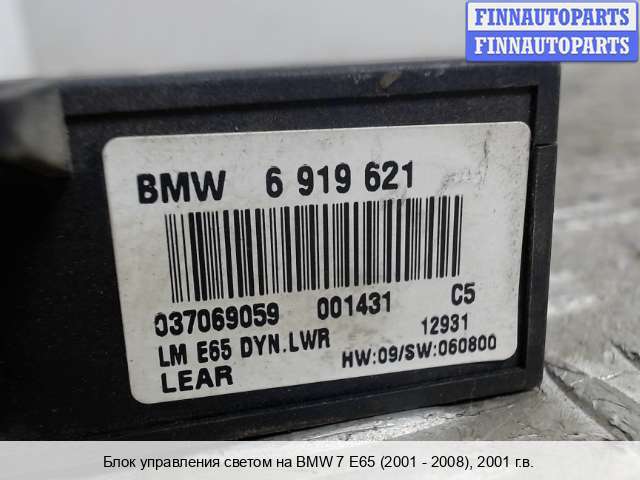 FINNAUTOPARTS
FINNAUTOPARTS
BMW 6 919 621
037069059 001431 C5
LM E65 DYN.LWR 12931
LEAR HW:09/SW:060800
Блок управления светом на BMW 7 E65 (2001 - 2008), 2001 г.в.